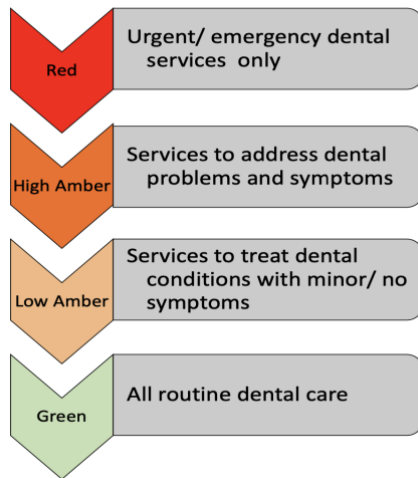 Red
Urgent/ emergency dental
services only
High Amber
Services to address dental
problems and symptoms
Low Amber
Services to treat dental
conditions with minor/ no
symptoms
Green
All routine dental care